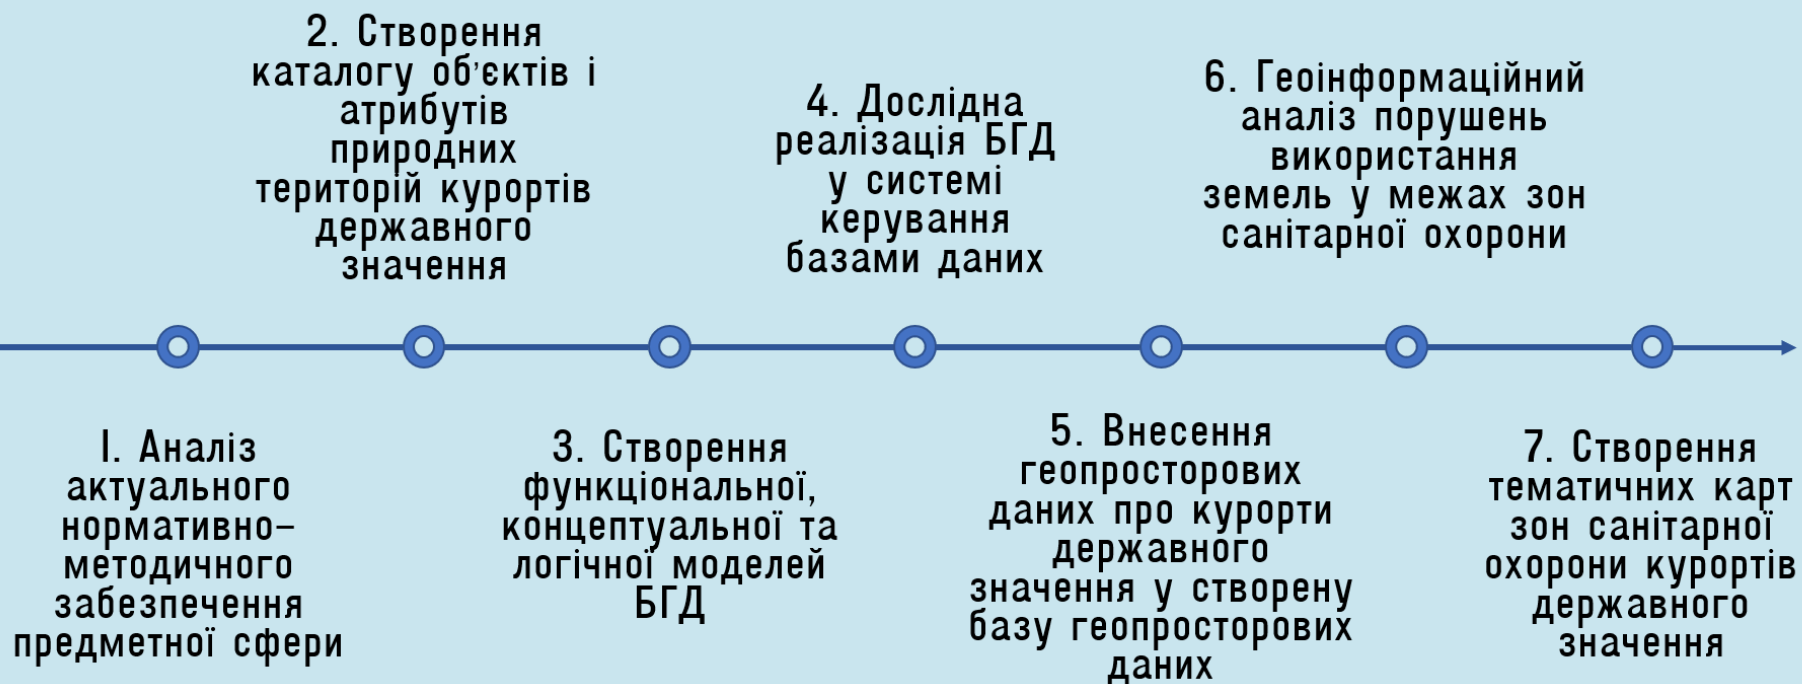 1. Аналіз
актуального
нормативно-
методичного
забезпечення
предметної сфери
2. Створення
каталогу об'єктів і
атрибутів
природних
територій курортів
державного
значення
3. Створення
функціональної,
концептуальної та
логічної моделей
БГД
4. Дослідна
реалізація БГД
у системі
керування
базами даних
5. Внесення
геопросторових
даних про курорти
державного
значення у створену
базу геопросторових
даних
6. Геоінформаційний
аналіз порушень
використання
земель у межах зон
санітарної охорони
7. Створення
тематичних карт
зон санітарної
охорони курортів
державного
значення